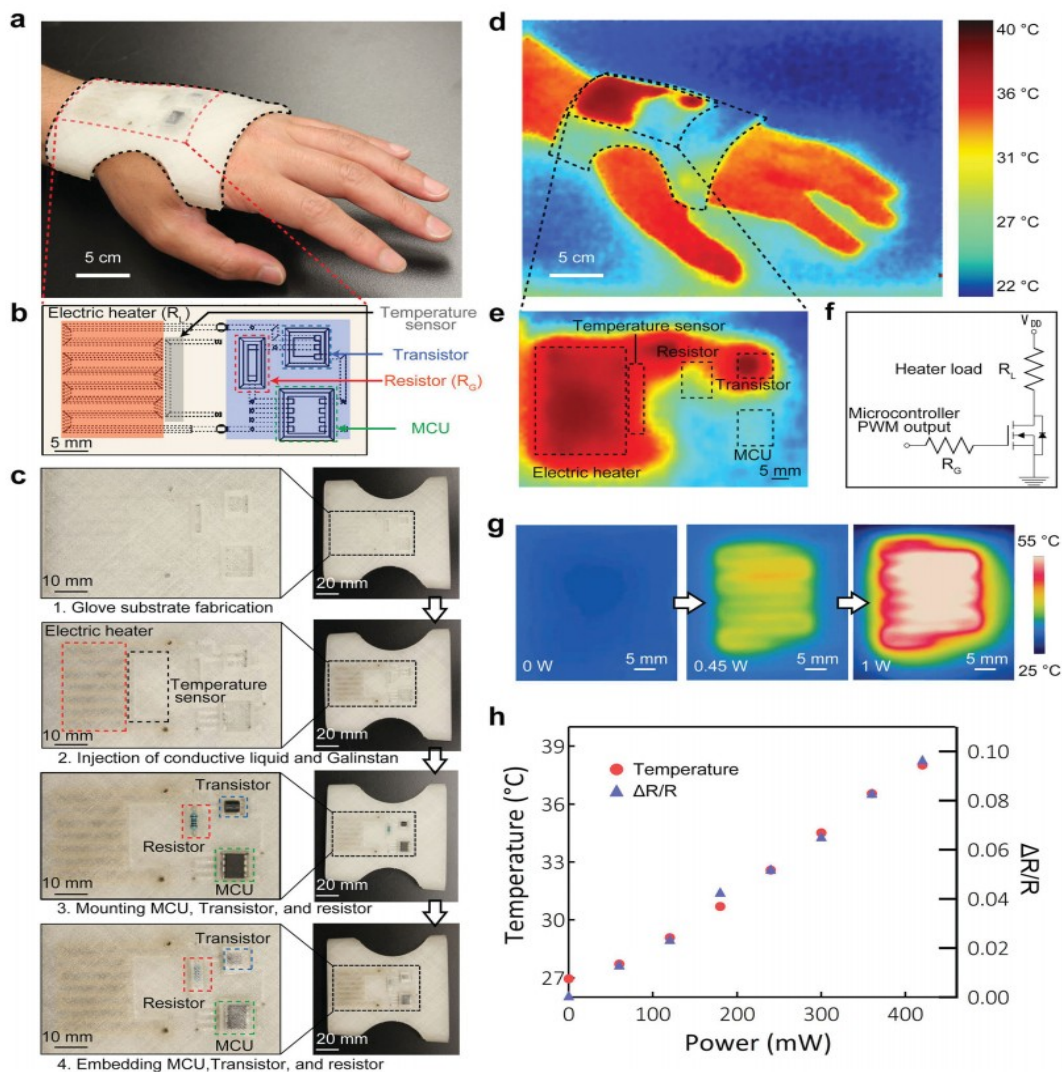 a
5 cm
b
Electric heater (RL)
Temperature
sensor
Transistor
Resistor (RG)
MCU
5 mm
c
10 mm
20 mm
1. Glove substrate fabrication
Electric heater
Temperature
sensor
10 mm
20 mm
2. Injection of conductive liquid and Galinstan
Transistor
Resistor
MCU
10 mm
20 mm
3. Mounting MCU, Transistor, and resistor
Transistor
Resistor
MCU
10 mm
20 mm
4. Embedding MCU,Transistor, and resistor
d
5 cm
40 °C
36 °C
31 °C
27 °C
22 °C
e
Temperature sensor
Resistor
Transistor
MCU
Electric heater
5 mm
f
VDD
Heater load
RL
Microcontroller
PWM output
RG
g
0 W
5 mm
0.45 W
5 mm
1 W
5 mm
55 °C
25 °C
h
Temperature (°C)
39
36
33
30
27
Temperature
ΔR/R
0.10
0.08
0.06
0.04
0.02
0.00
ΔR/R
0 100 200 300 400
Power (mW)